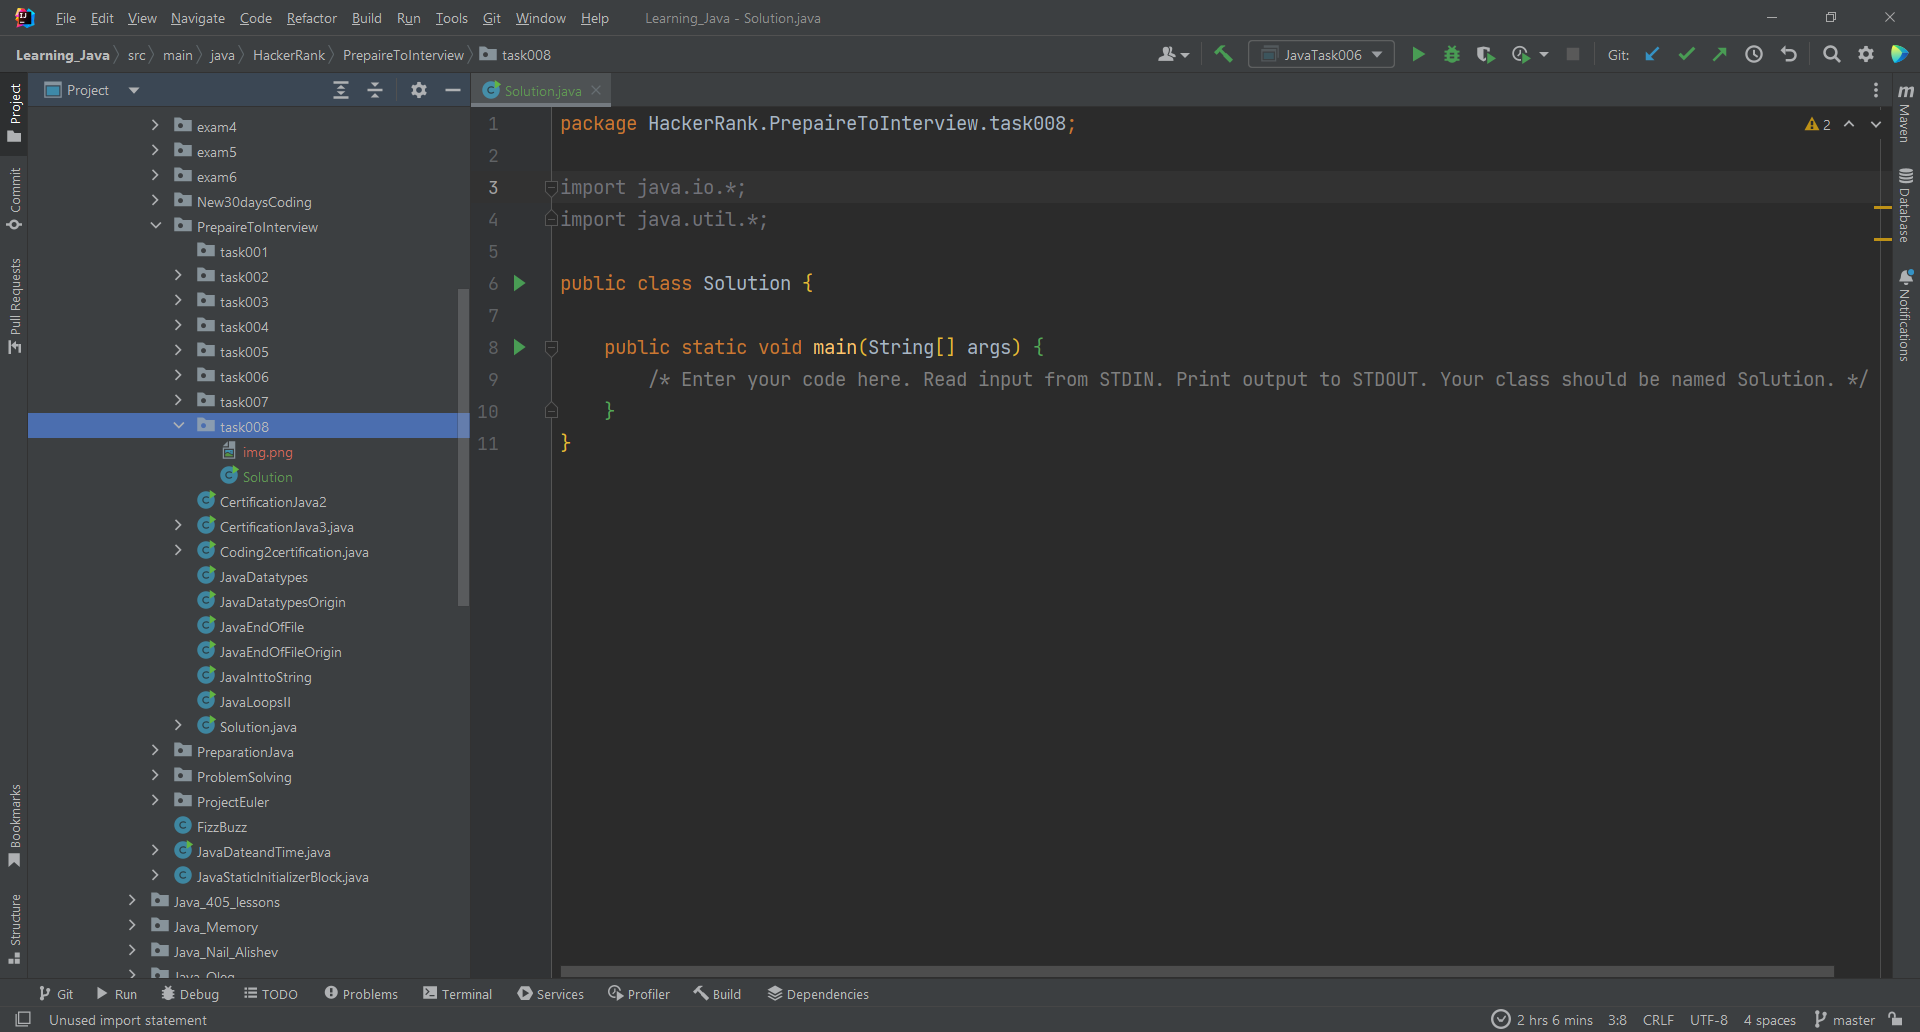 File Edit View Navigate Code Refactor Build Run Tools Git Window Help Learning_Java - Solution.java
Learning_Java src main java HackerRank PrepaireToInterview task008 JavaTask006 Git:
Project
Solution.java
Project
Commit
Pull Requests
Bookmarks
Structure
exam4
exam5
exam6
New30daysCoding
PrepaireToInterview
task001
task002
task003
task004
task005
task006
task007
task008
img.png
Solution
CertificationJava2
CertificationJava3.java
Coding2certification.java
JavaDatatypes
JavaDatatypesOrigin
JavaEndOfFile
JavaEndOfFileOrigin
JavaInttoString
JavaLoopsII
Solution.java
PreparationJava
ProblemSolving
ProjectEuler
FizzBuzz
JavaDateandTime.java
JavaStaticInitializerBlock.java
Java_405_lessons
Java_Memory
Java_Nail_Alishev
Java_Oleg
1 package HackerRank.PrepaireToInterview.task008;
2
3 import java.io.*;
4 import java.util.*;
5
6 public class Solution {
7
8 public static void main(String[] args) {
9 /* Enter your code here. Read input from STDIN. Print output to STDOUT. Your class should be named Solution. */
10 }
11 }
2
Maven
Database
Notifications
Git Run Debug TODO Problems Terminal Services Profiler Build Dependencies
Unused import statement 2 hrs 6 mins 3:8 CRLF UTF-8 4 spaces master